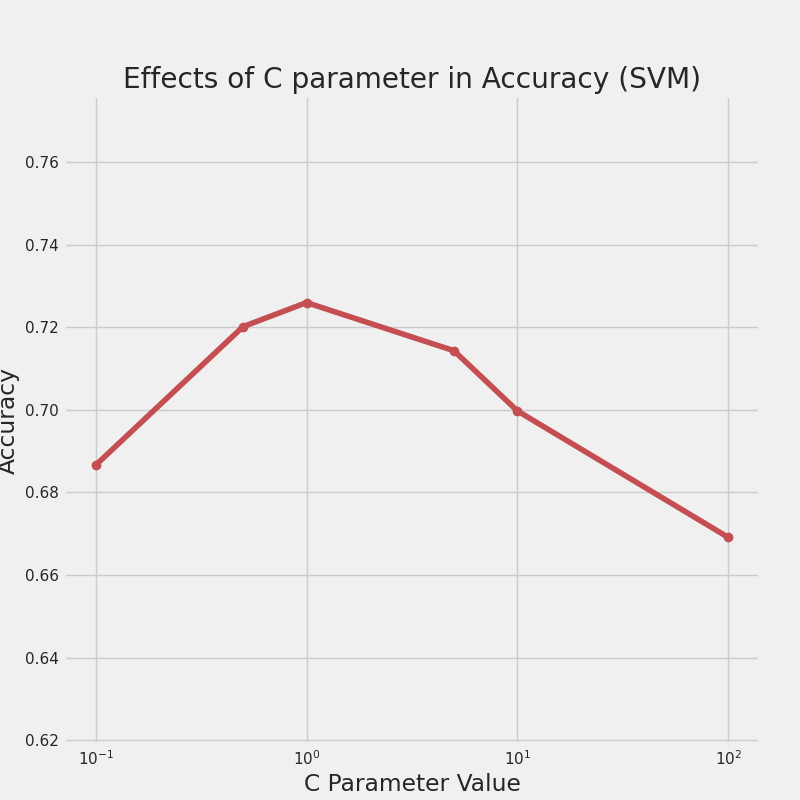 Effects of C parameter in Accuracy (SVM)
0.76
0.74
0.72
0.70
0.68
0.66
0.64
0.62
Accuracy
10⁻¹ 10⁰ 10¹ 10²
C Parameter Value